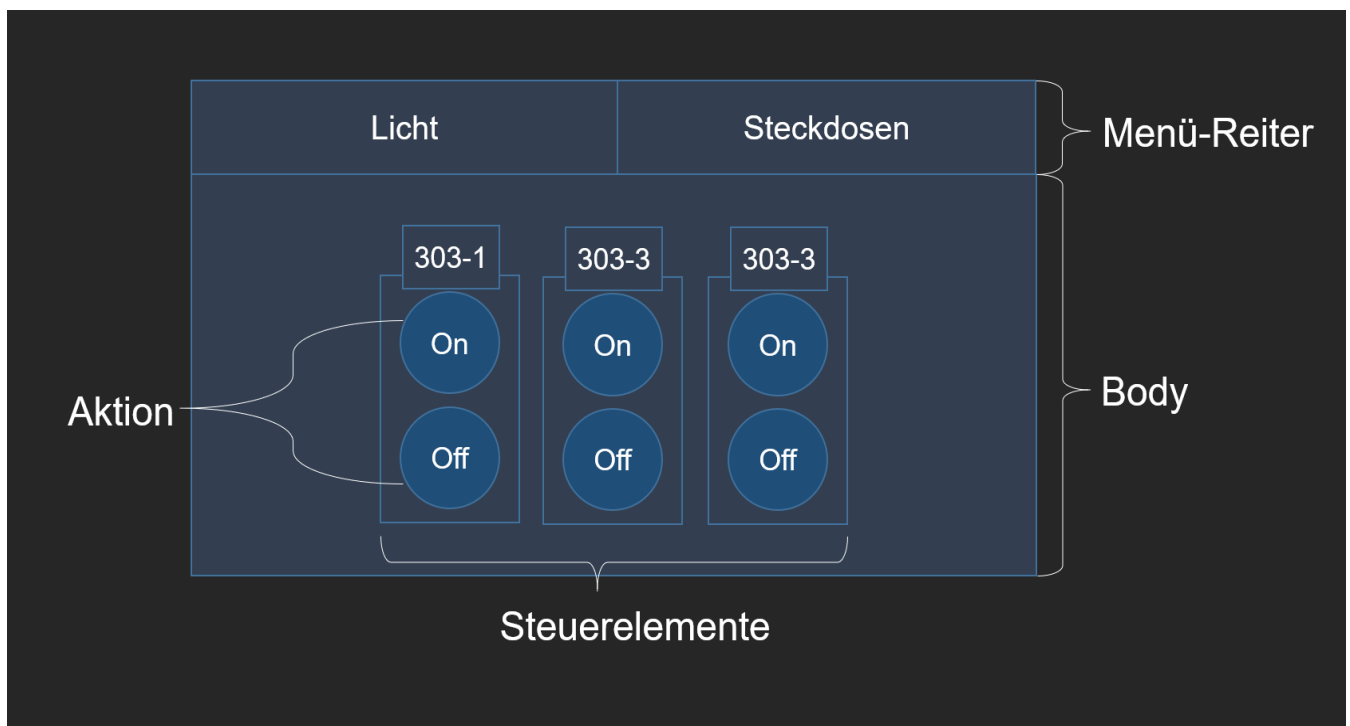 Licht
Steckdosen
Menü-Reiter
303-1
303-3
303-3
On
On
On
Aktion
Body
Off
Off
Off
Steuerelemente